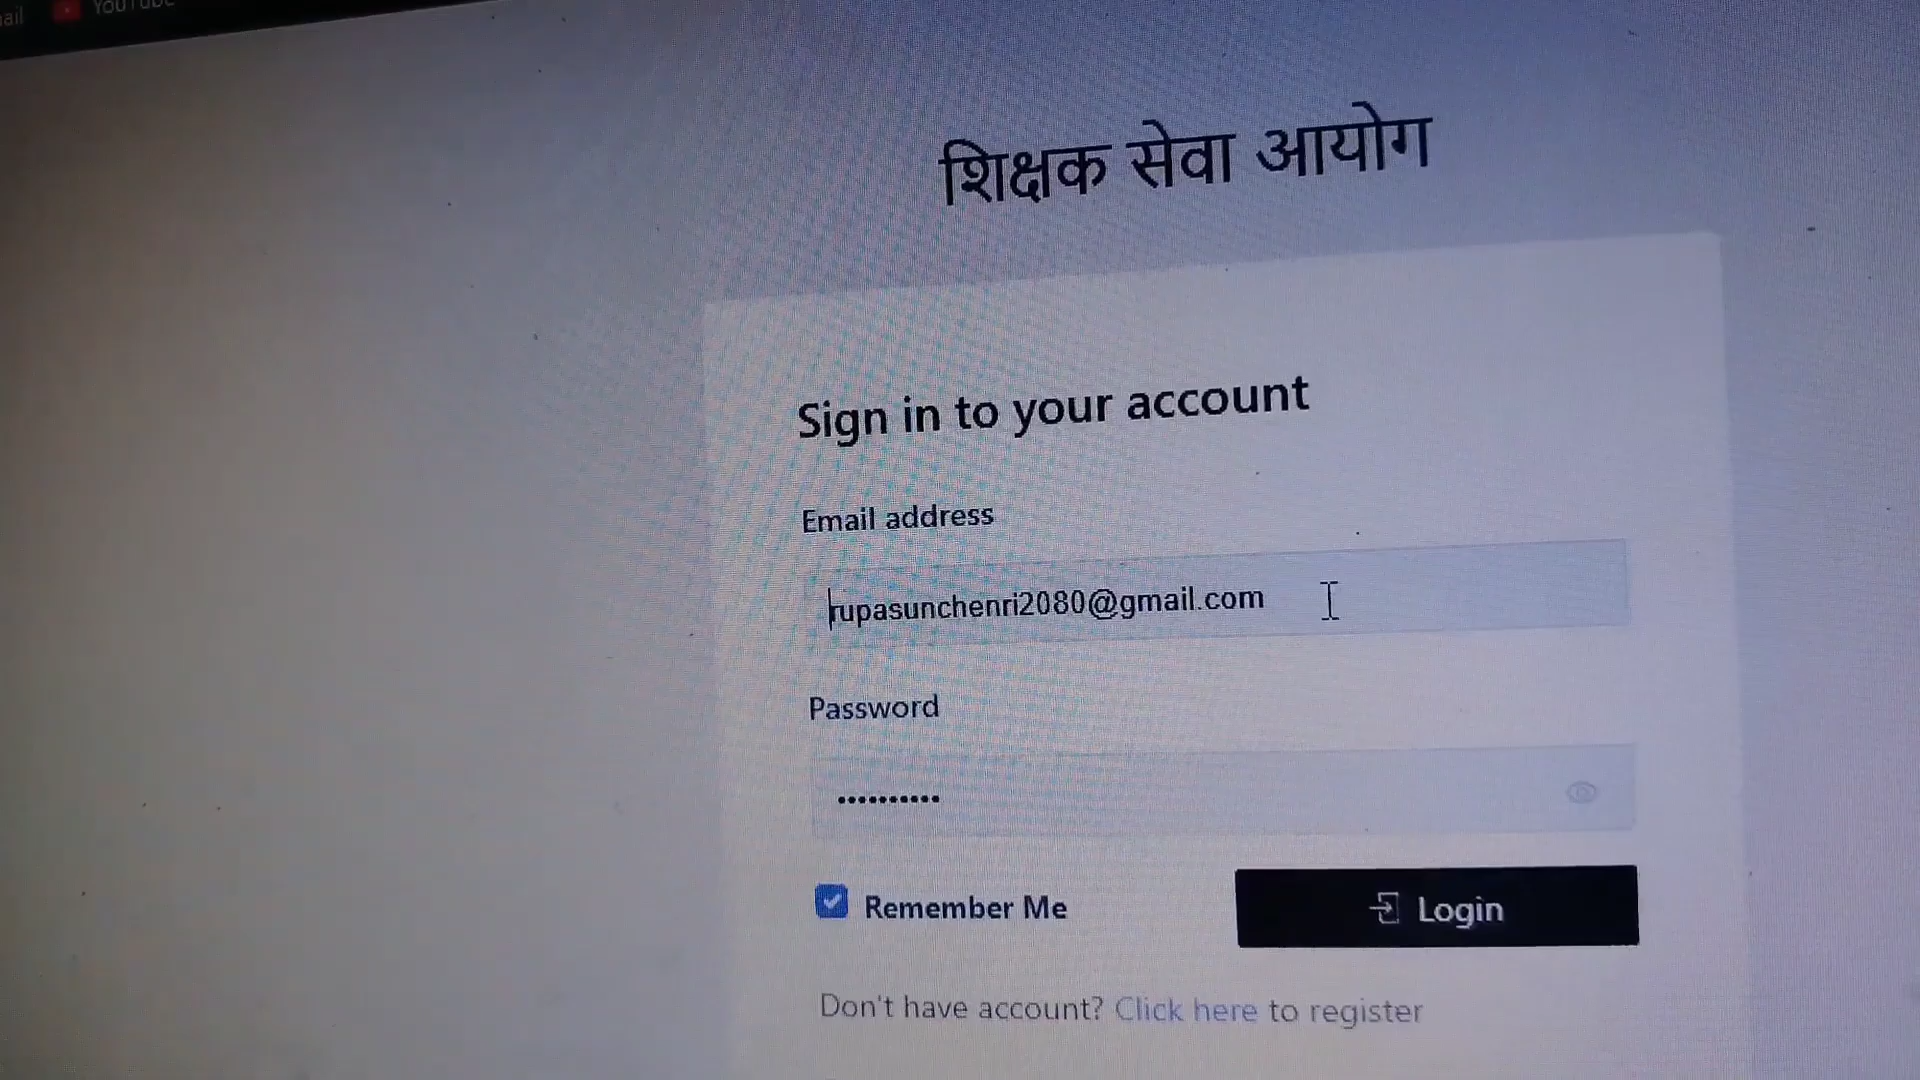 YouTube
शिक्षक सेवा आयोग
Sign in to your account
Email address
rupasunchenri2080@gmail.com
Password
••••••••••
Remember Me
Login
Don't have account? Click here to register